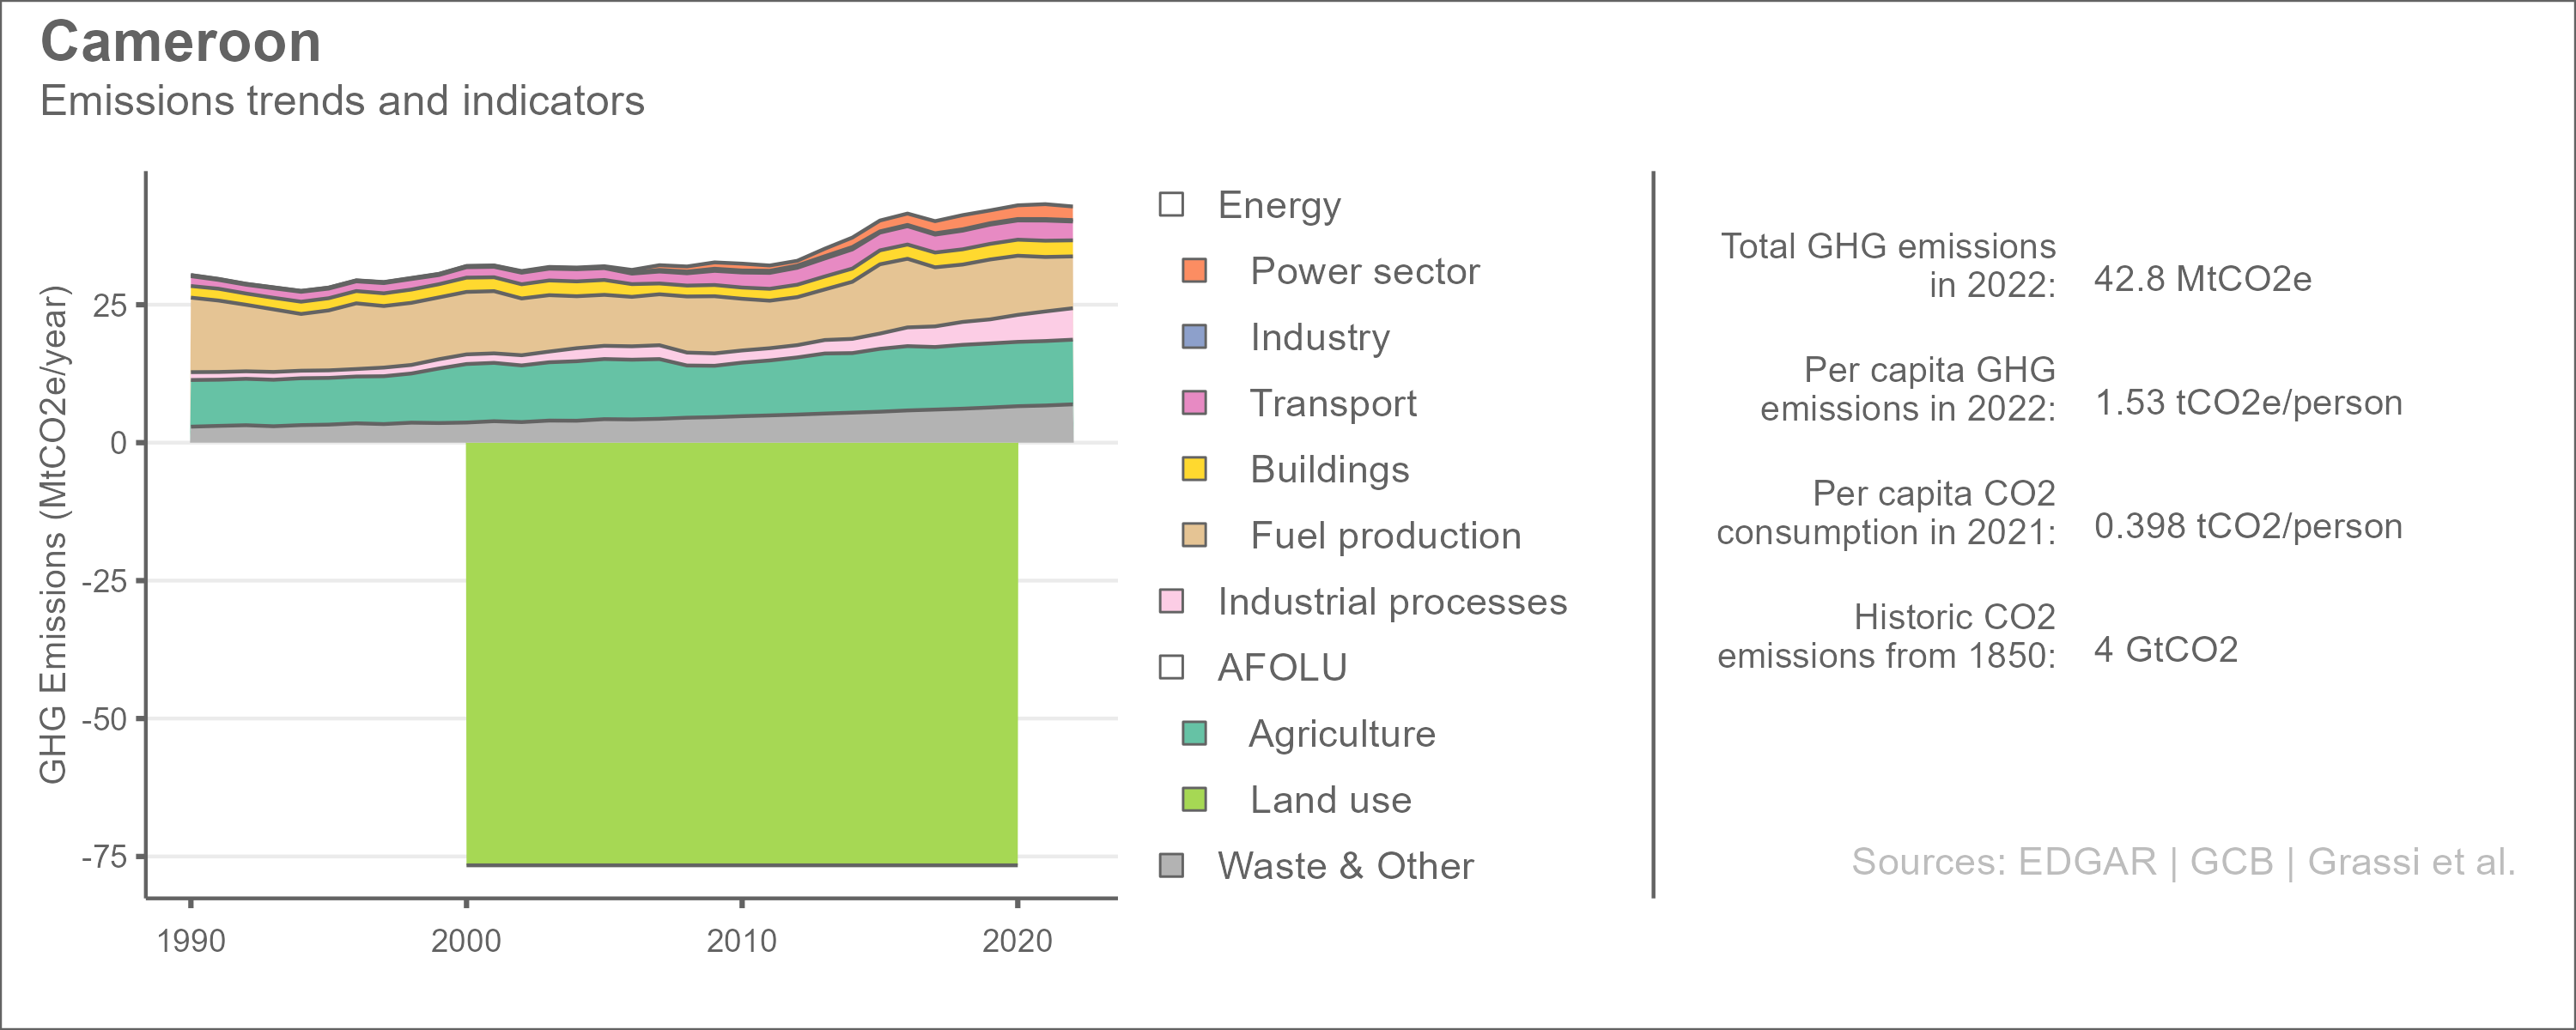 Cameroon
Emissions trends and indicators
GHG Emissions (MtCO2e/year)
25
0
-25
-50
-75
1990
2000
2010
2020
Energy
Power sector
Industry
Transport
Buildings
Fuel production
Industrial processes
AFOLU
Agriculture
Land use
Waste & Other
Total GHG emissions
in 2022:
42.8 MtCO2e
Per capita GHG
emissions in 2022:
1.53 tCO2e/person
Per capita CO2
consumption in 2021:
0.398 tCO2/person
Historic CO2
emissions from 1850:
4 GtCO2
Sources: EDGAR | GCB | Grassi et al.